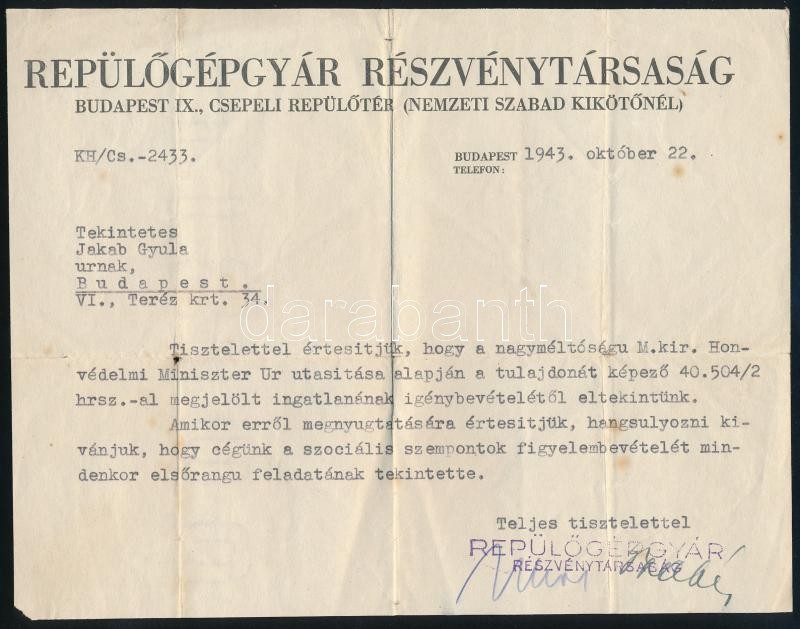 REPÜLŐGÉPGYÁR RÉSZVÉNYTÁRSASÁG
BUDAPEST IX., CSEPELI REPÜLŐTÉR (NEMZETI SZABAD KIKÖTŐNÉL)
KH/Cs.-2433.
BUDAPEST 1943. október 22.
TELEFON:
Tekintetes
Jakab Gyula
urnak,
Budapest.
VI., Teréz krt. 34.
darabanth
Tisztelettel értesitjük, hogy a nagyméltóságu M.kir. Hon-
védelmi Miniszter Ur utasitása alapján a tulajdonát képező 40.504/2
hrsz.-al megjelölt ingatlanának igénybevételétől eltekintünk.
Amikor erről megnyugtatására értesitjük, hangsulyozni ki-
vánjuk, hogy cégünk a szociális szempontok figyelembevételét min-
denkor elsőrangu feladatának tekintette.
Teljes tisztelettel
REPÜLŐGÉPGYÁR
RÉSZVÉNYTÁRSASÁG